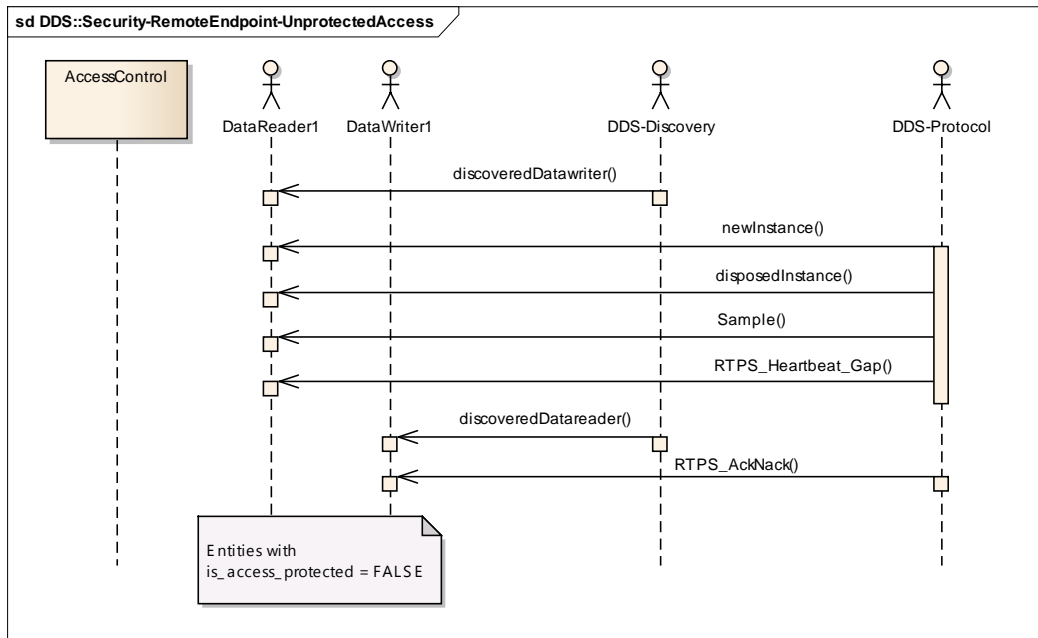 sd DDS::Security-RemoteEndpoint-UnprotectedAccess
AccessControl
DataReader1
DataWriter1
DDS-Discovery
DDS-Protocol
discoveredDatawriter()
newInstance()
disposedInstance()
Sample()
RTPS_Heartbeat_Gap()
discoveredDatareader()
RTPS_AckNack()
Entities with
is_access_protected = FALSE